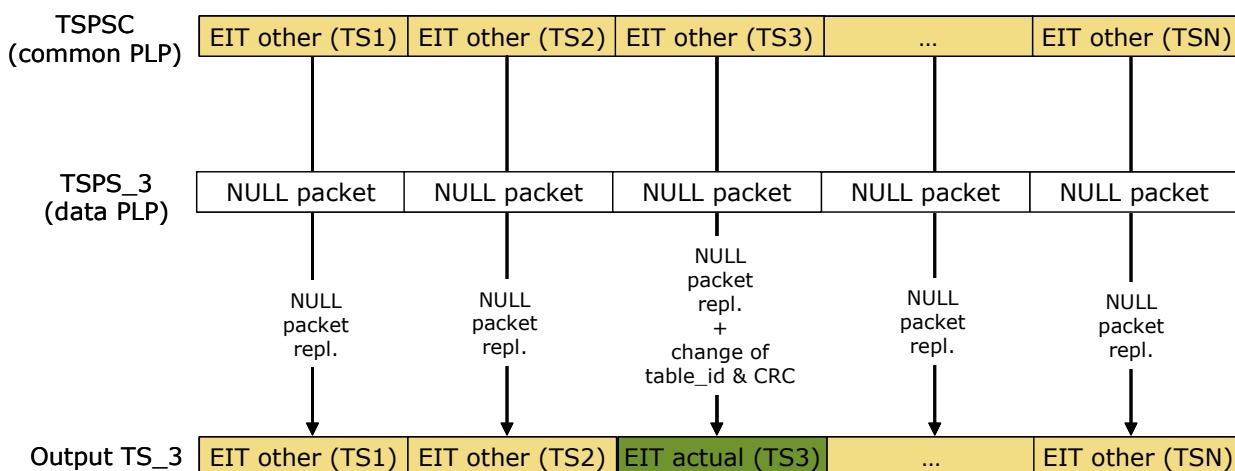 TSPSC
(common PLP)
EIT other (TS1) EIT other (TS2) EIT other (TS3) … EIT other (TSN)
TSPS_3
(data PLP)
NULL packet NULL packet NULL packet NULL packet NULL packet
NULL
packet
repl.
NULL
packet
repl.
NULL
packet
repl.
+
change of
table_id & CRC
NULL
packet
repl.
NULL
packet
repl.
Output TS_3 EIT other (TS1) EIT other (TS2) EIT actual (TS3) … EIT other (TSN)